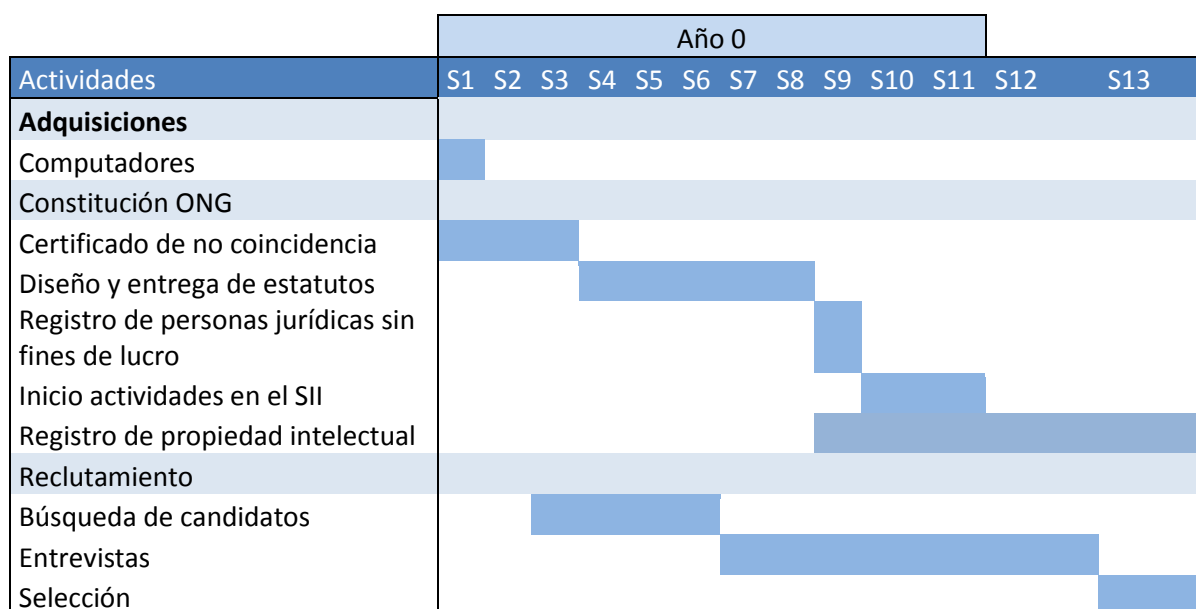 Año 0
Actividades S1 S2 S3 S4 S5 S6 S7 S8 S9 S10 S11 S12 S13
Adquisiciones
Computadores
Constitución ONG
Certificado de no coincidencia
Diseño y entrega de estatutos
Registro de personas jurídicas sin
fines de lucro
Inicio actividades en el SII
Registro de propiedad intelectual
Reclutamiento
Búsqueda de candidatos
Entrevistas
Selección